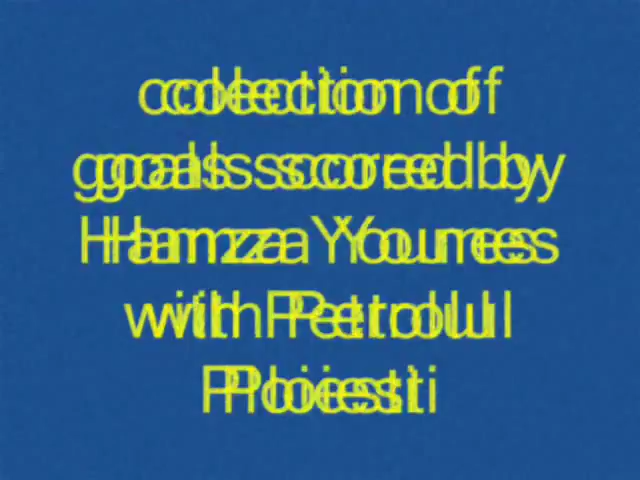 collection of
goals scored by
Hamza Younes
with Petrolul
Ploiesti